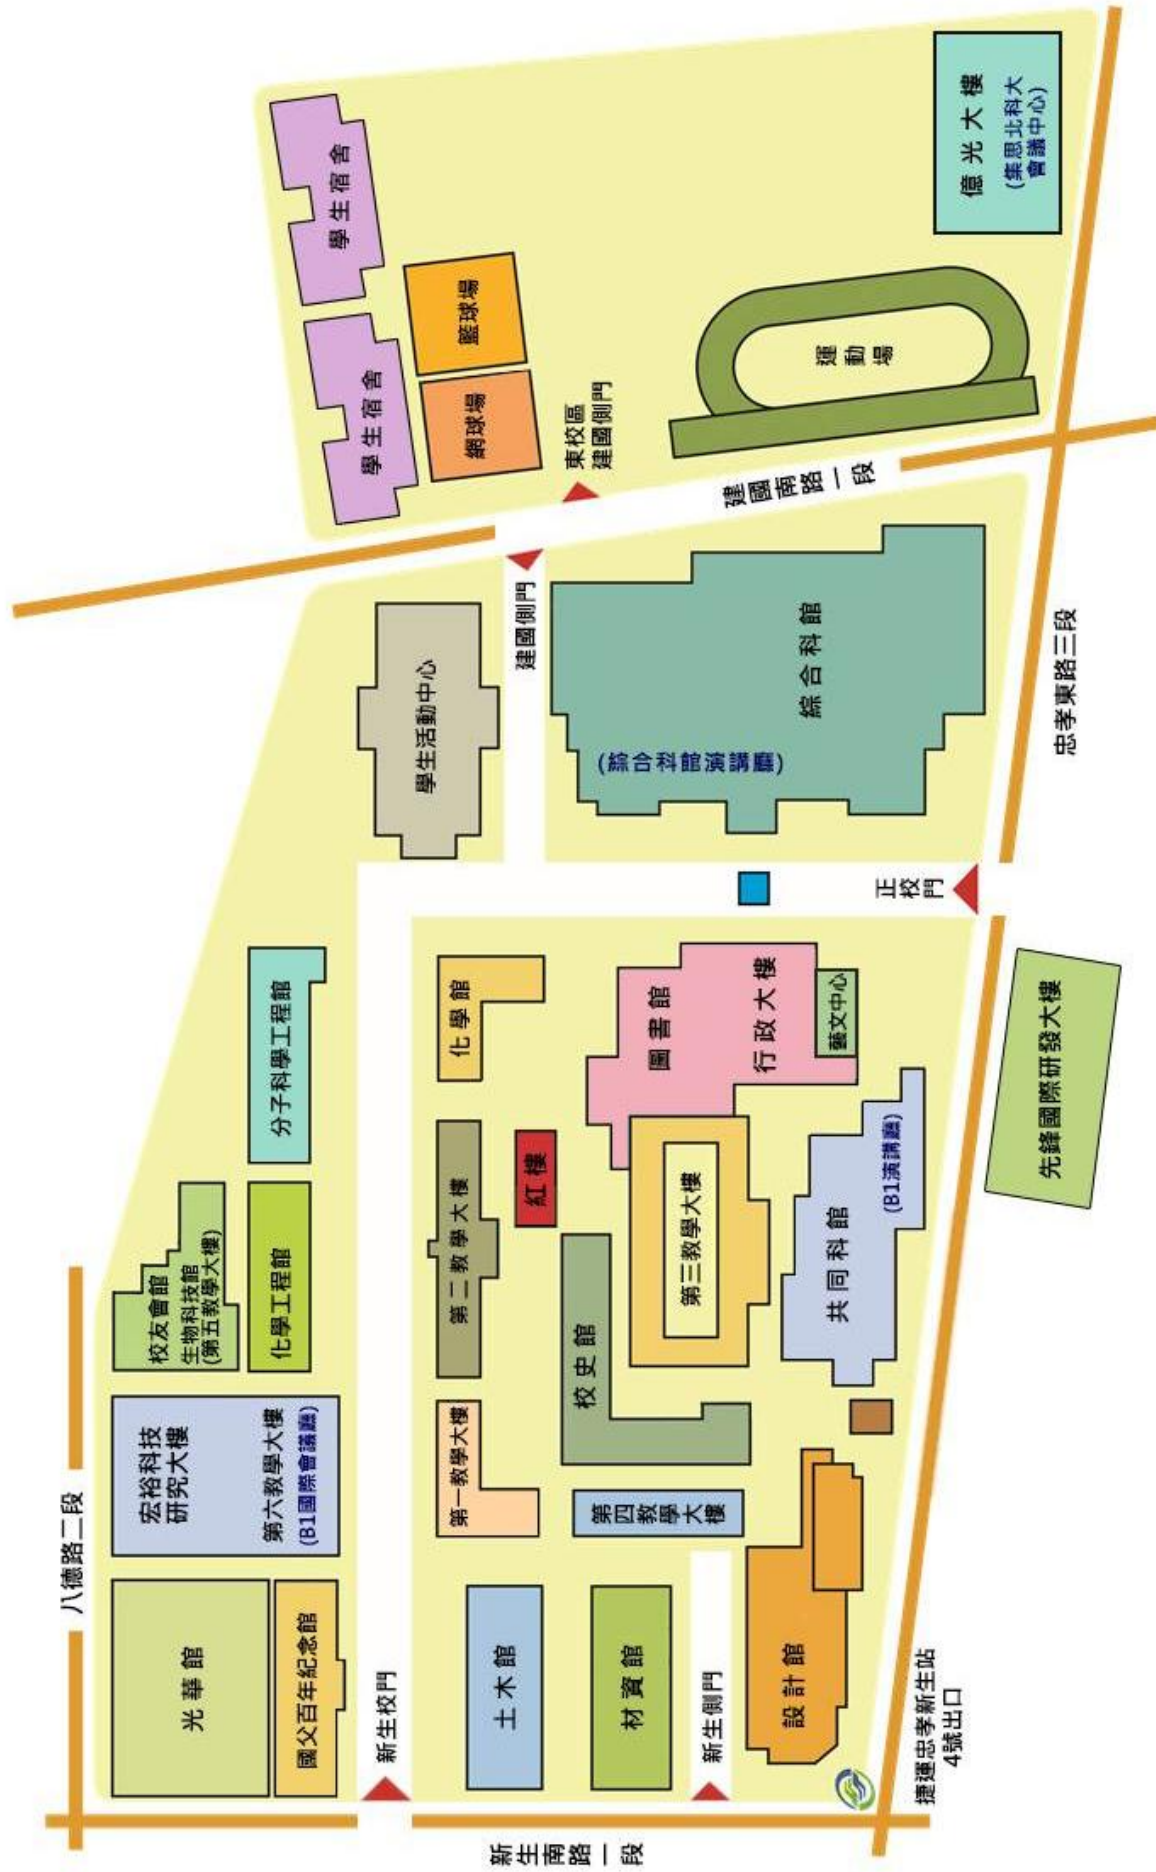 八德路二段
光華館
國父百年紀念館
宏裕科技
研究大樓
第六教學大樓
(B1國際會議廳)
校友會館
生物科技館
(第五教學大樓)
化學工程館
分子科學工程館
學生宿舍
學生宿舍
籃球場
網球場
東校區
建國側門
建國南路一段
運動場
億光大樓
(集思北科大
會議中心)
新生校門
第一教學大樓
第二教學大樓
化學館
學生活動中心
建國側門
紅樓
土木館
材資館
第四教學大樓
校史館
第三教學大樓
圖書館
行政大樓
藝文中心
(綜合科館演講廳)
綜合科館
新生側門
設計館
共同科館
(B1演講廳)
正校門
忠孝東路三段
先鋒國際研發大樓
捷運忠孝新生站
4號出口
新生南路一段